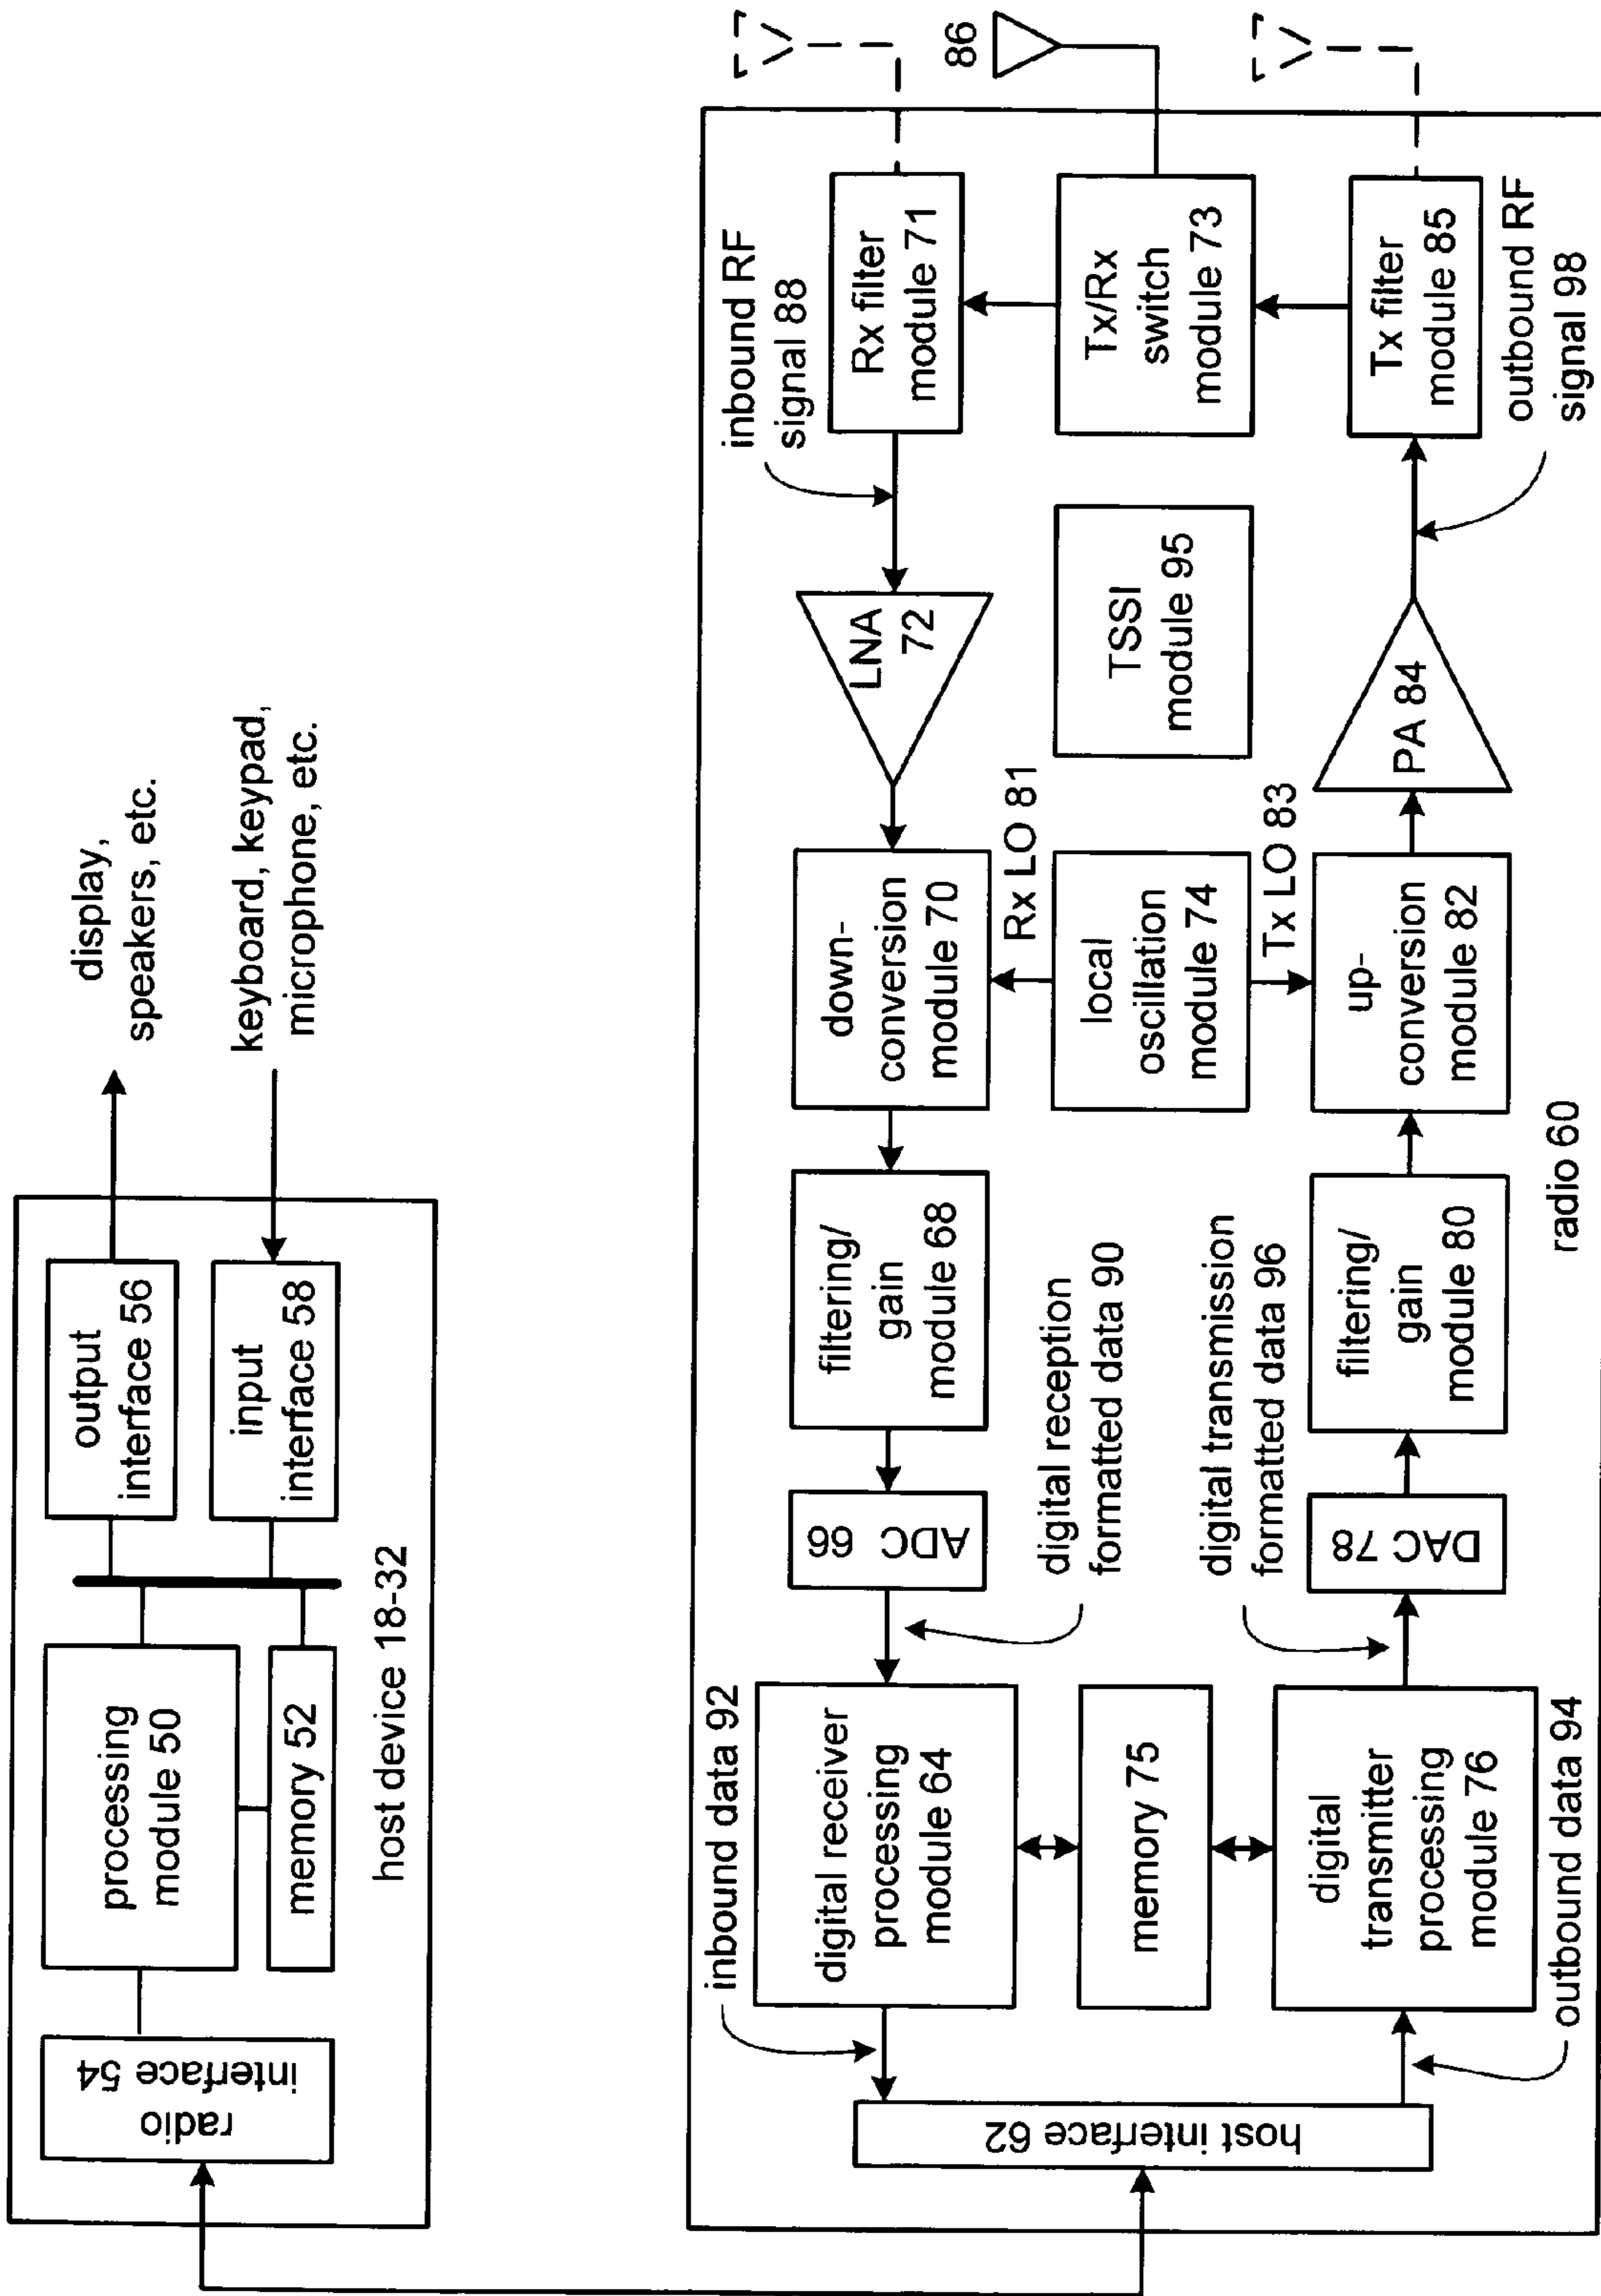 display,
speakers, etc.
keyboard, keypad,
microphone, etc.
output
interface 56
input
interface 58
processing
module 50
memory 52
radio
interface 54
host device 18-32
86
inbound RF
signal 88
Rx filter
module 71
Tx/Rx
switch
module 73
Tx filter
module 85
outbound RF
signal 98
LNA
72
TSSI
module 95
PA 84
down-
conversion
module 70
Rx LO 81
local
oscillation
module 74
Tx LO 83
up-
conversion
module 82
filtering/
gain
module 68
filtering/
gain
module 80
ADC 66
DAC 78
digital reception
formatted data 90
digital transmission
formatted data 96
inbound data 92
digital receiver
processing
module 64
memory 75
digital
transmitter
processing
module 76
outbound data 94
host interface 62
radio 60